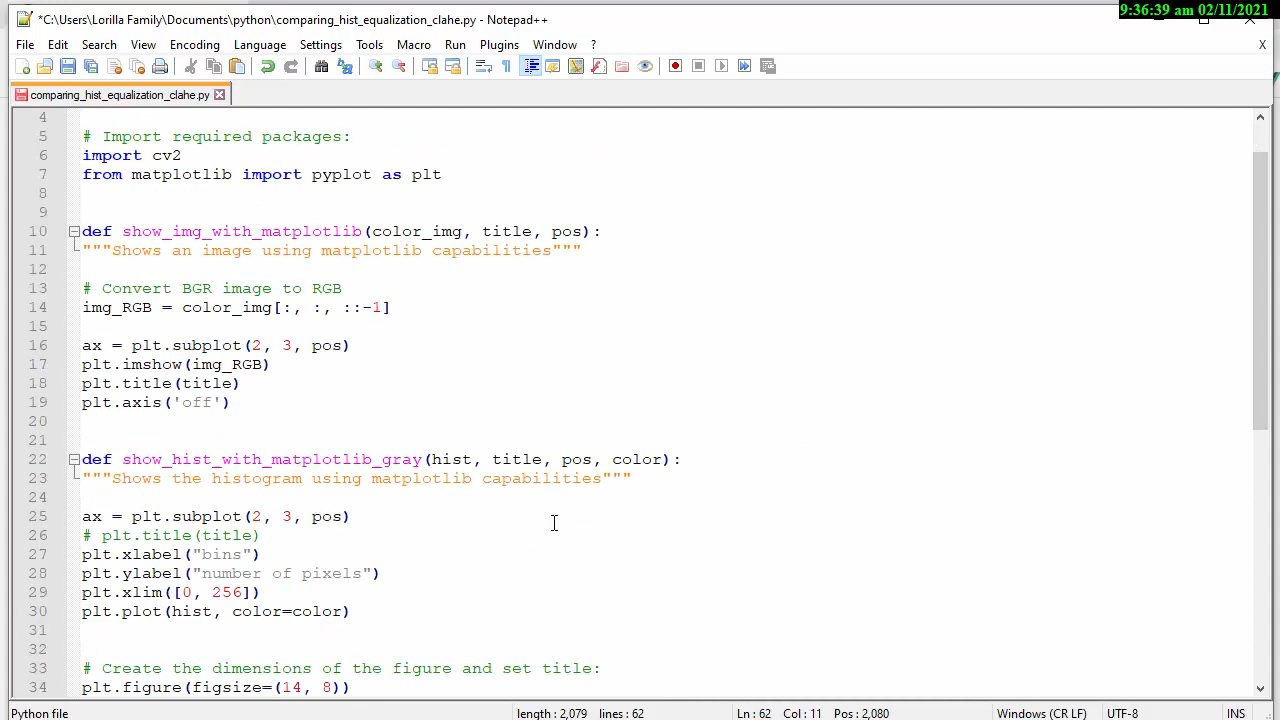 9:36:39 am 02/11/2021
*C:\Users\Lorilla Family\Documents\python\comparing_hist_equalization_clahe.py - Notepad++
File Edit Search View Encoding Language Settings Tools Macro Run Plugins Window ? X
comparing_hist_equalization_clahe.py
4
5 # Import required packages:
6 import cv2
7 from matplotlib import pyplot as plt
8
9
10 def show_img_with_matplotlib(color_img, title, pos):
11 """Shows an image using matplotlib capabilities"""
12
13 # Convert BGR image to RGB
14 img_RGB = color_img[:, :, ::-1]
15
16 ax = plt.subplot(2, 3, pos)
17 plt.imshow(img_RGB)
18 plt.title(title)
19 plt.axis('off')
20
21
22 def show_hist_with_matplotlib_gray(hist, title, pos, color):
23 """Shows the histogram using matplotlib capabilities"""
24
25 ax = plt.subplot(2, 3, pos)
26 # plt.title(title)
27 plt.xlabel("bins")
28 plt.ylabel("number of pixels")
29 plt.xlim([0, 256])
30 plt.plot(hist, color=color)
31
32
33 # Create the dimensions of the figure and set title:
34 plt.figure(figsize=(14, 8))
Python file length : 2,079 lines : 62 Ln : 62 Col : 11 Pos : 2,080 Windows (CR LF) UTF-8 INS